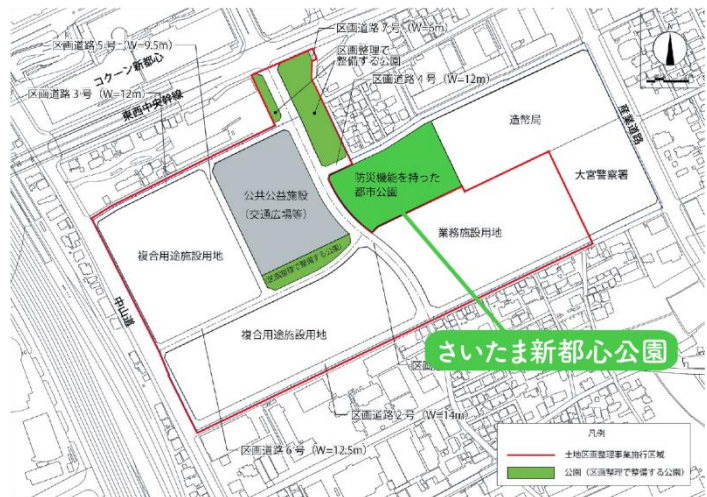 区画道路7号（W=6m）
区画道路5号（W=9.5m）
区画整理で
整備する公園
コクーン新都心
区画道路4号（W=12m）
区画道路3号（W=12m）
東西中央幹線
産業道路
造幣局
防災機能を持った
都市公園
大宮警察署
公共公益施設
（交通広場等）
業務施設用地
複合用途施設用地
区画整理で整備する公園
中山道
複合用途施設用地
さいたま新都心公園
区画道路2号（W=14m）
区画道路6号（W=12.5m）
凡例
土地区画整理事業施行区域
公園（区画整理で整備する公園）